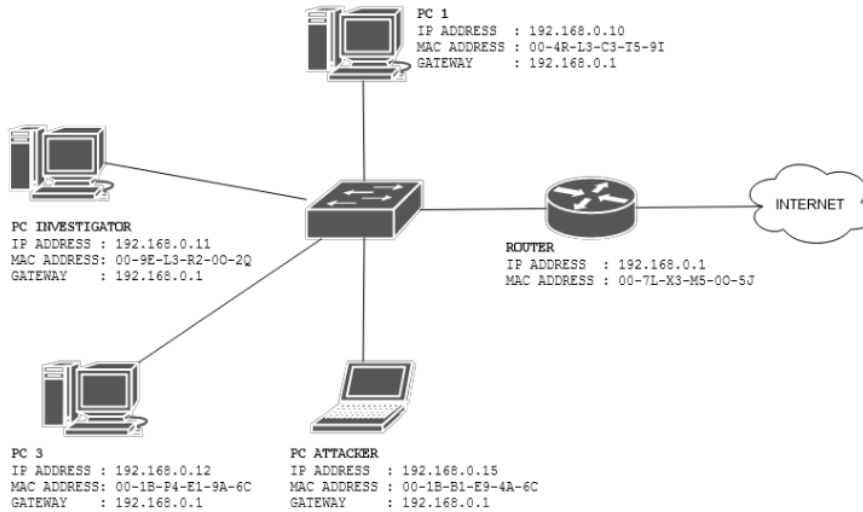 PC 1
IP ADDRESS : 192.168.0.10
MAC ADDRESS : 00-4R-L3-C3-T5-9I
GATEWAY : 192.168.0.1
PC INVESTIGATOR
IP ADDRESS : 192.168.0.11
MAC ADDRESS: 00-9E-L3-R2-0O-2Q
GATEWAY : 192.168.0.1
INTERNET
ROUTER
IP ADDRESS : 192.168.0.1
MAC ADDRESS : 00-7L-X3-M5-0O-5J
PC 3
IP ADDRESS : 192.168.0.12
MAC ADDRESS: 00-1B-P4-E1-9A-6C
GATEWAY : 192.168.0.1
PC ATTACKER
IP ADDRESS : 192.168.0.15
MAC ADDRESS : 00-1B-B1-E9-4A-6C
GATEWAY : 192.168.0.1